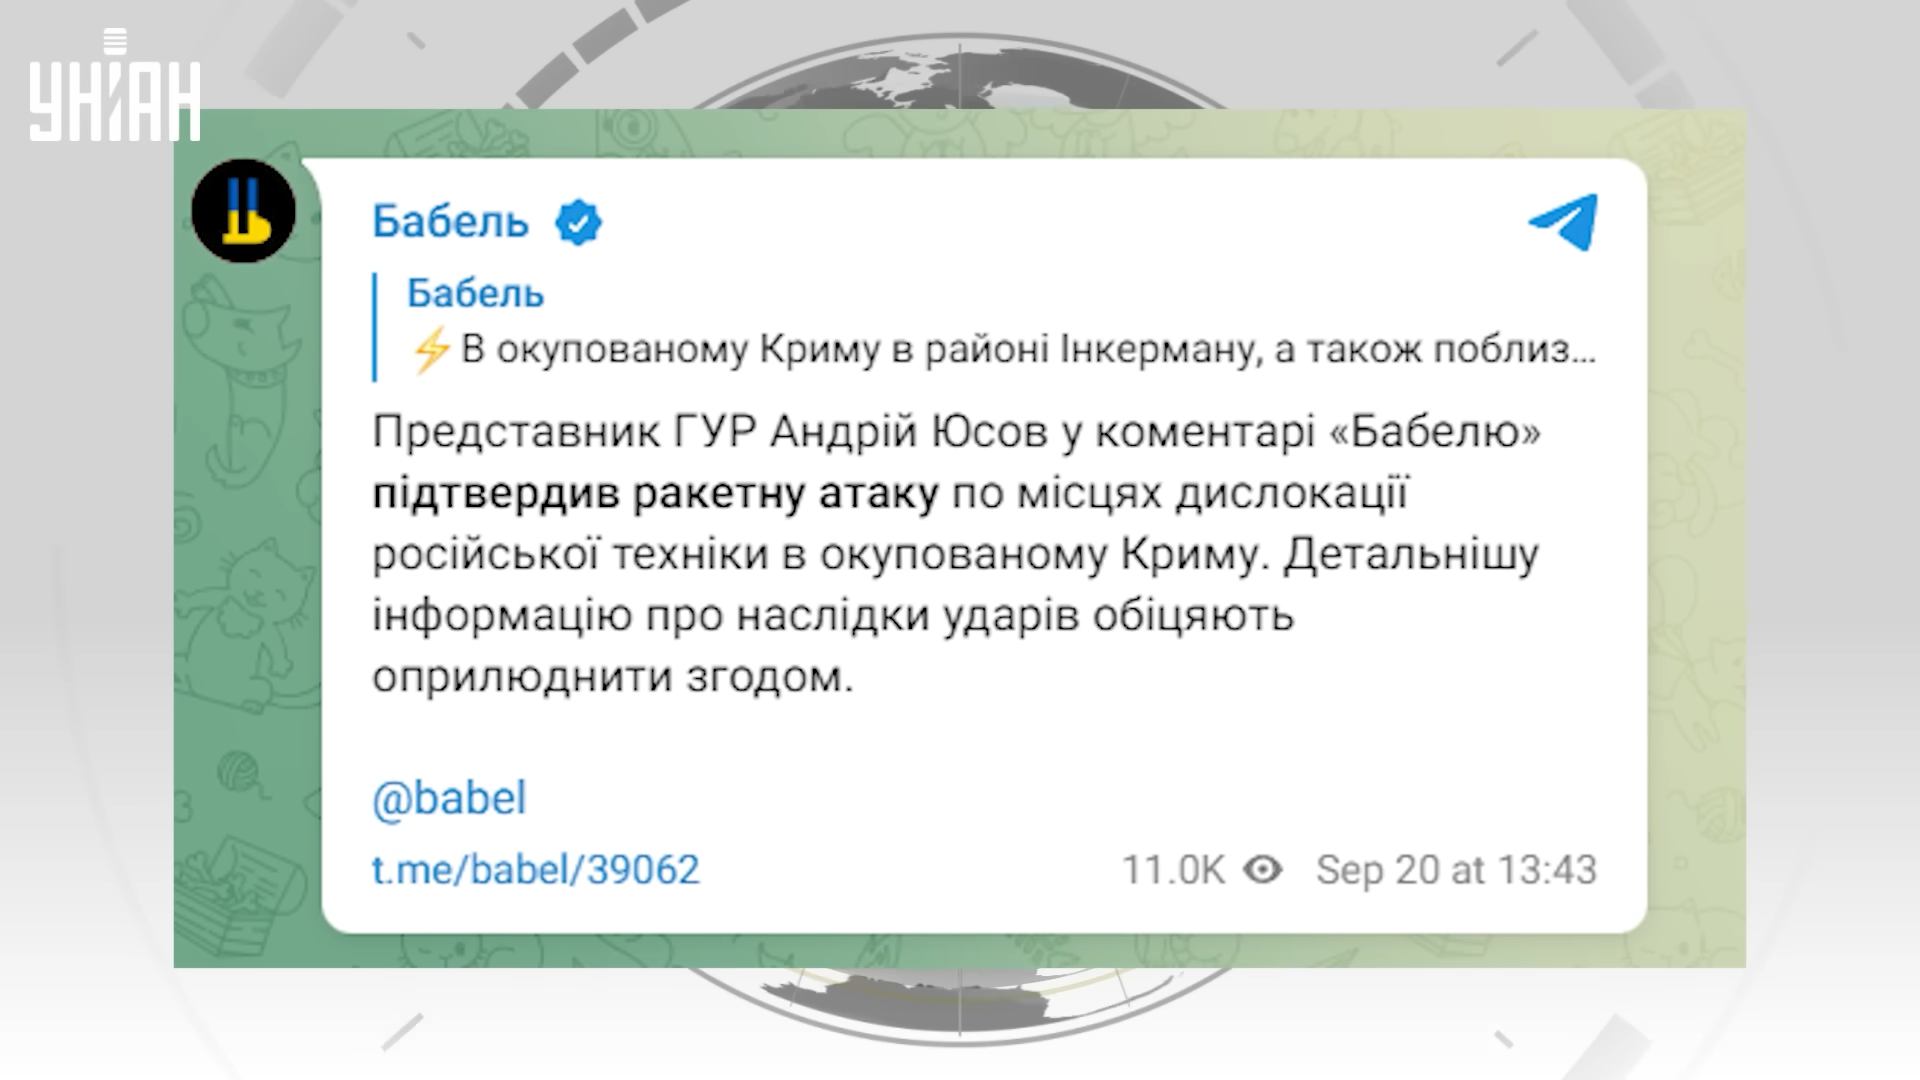 УНІАН
Бабель
Бабель
⚡В окупованому Криму в районі Інкерману, а також поблиз...
Представник ГУР Андрій Юсов у коментарі «Бабелю»
підтвердив ракетну атаку по місцях дислокації
російської техніки в окупованому Криму. Детальнішу
інформацію про наслідки ударів обіцяють
оприлюднити згодом.
@babel
t.me/babel/39062 11.0K Sep 20 at 13:43